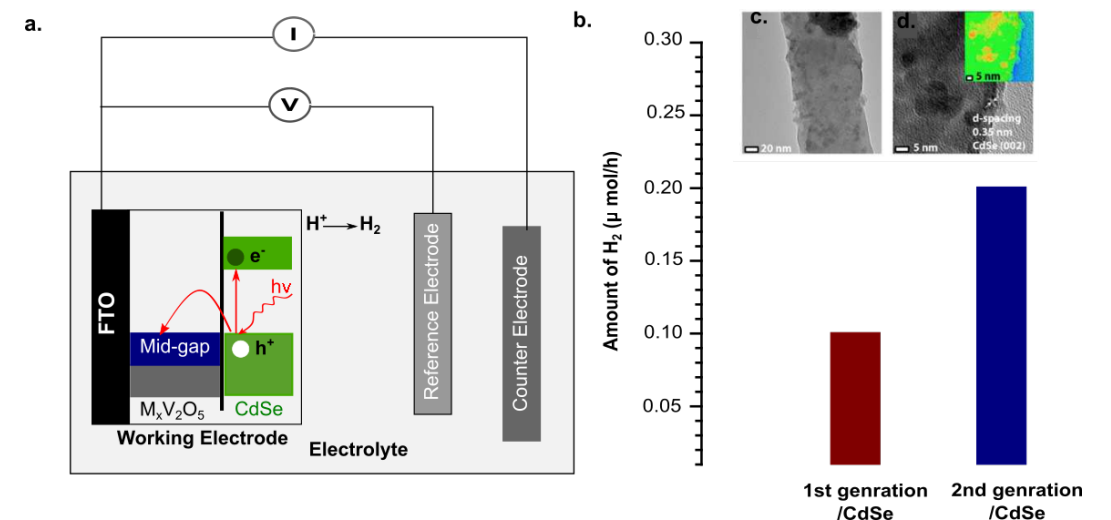 a.
I
V
H⁺→H₂
e⁻
hν
h⁺
FTO
Mid-gap
MₓV₂O₅
CdSe
Working Electrode
Electrolyte
Reference Electrode
Counter Electrode
b.
Amount of H₂ (μ mol/h)
0.30
0.25
0.20
0.15
0.10
0.05
1st genration
/CdSe
2nd genration
/CdSe
c.
20 nm
d.
5 nm
d-spacing
0.35 nm
CdSe (002)
5 nm